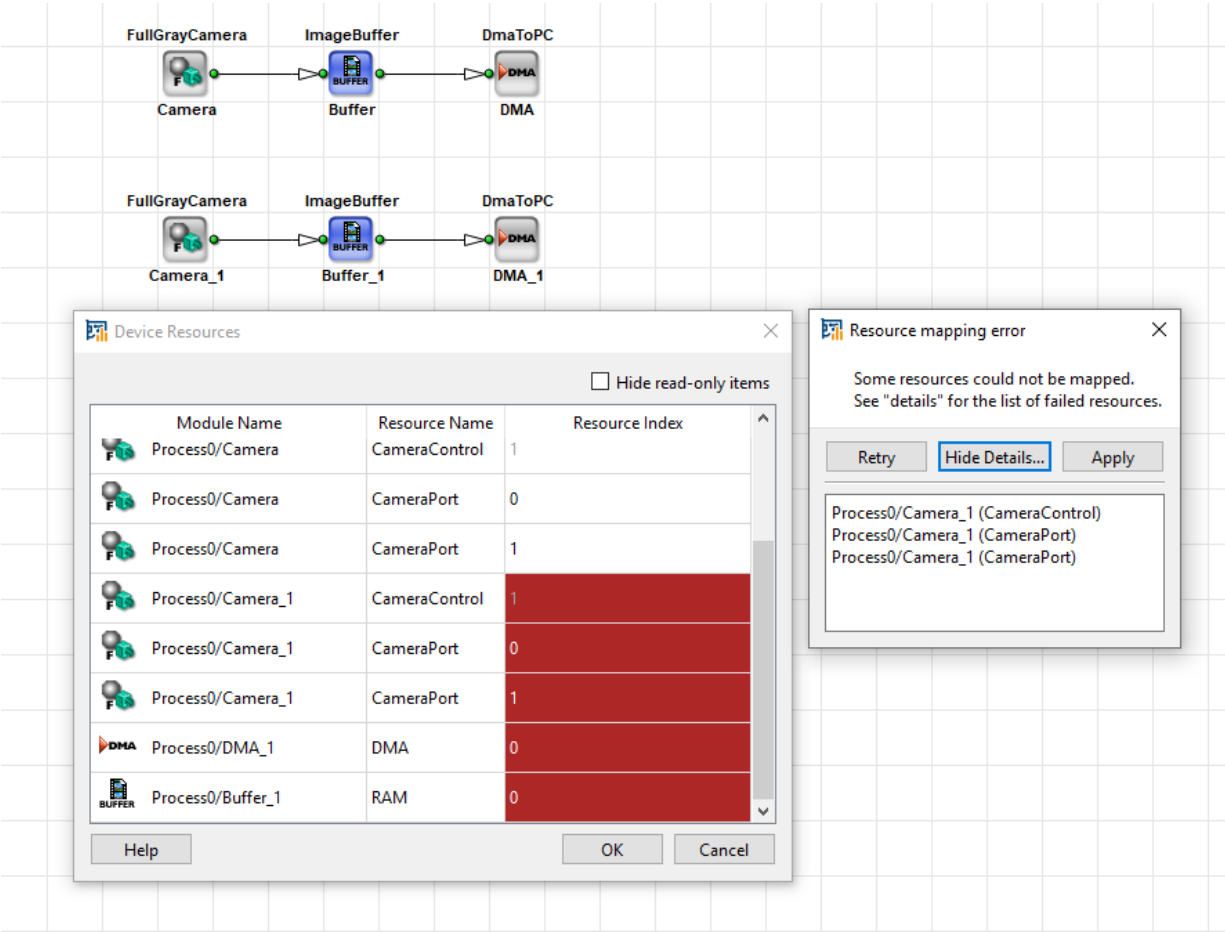 FullGrayCamera ImageBuffer DmaToPC
F BUFFER DMA
Camera Buffer DMA
FullGrayCamera ImageBuffer DmaToPC
F BUFFER DMA
Camera_1 Buffer_1 DMA_1
Device Resources
Hide read-only items
Module Name Resource Name Resource Index
F Process0/Camera CameraControl 1
F Process0/Camera CameraPort 0
F Process0/Camera CameraPort 1
F Process0/Camera_1 CameraControl 1
F Process0/Camera_1 CameraPort 0
F Process0/Camera_1 CameraPort 1
DMA Process0/DMA_1 DMA 0
BUFFER Process0/Buffer_1 RAM 0
Help OK Cancel
Resource mapping error
Some resources could not be mapped.
See "details" for the list of failed resources.
Retry Hide Details... Apply
Process0/Camera_1 (CameraControl)
Process0/Camera_1 (CameraPort)
Process0/Camera_1 (CameraPort)